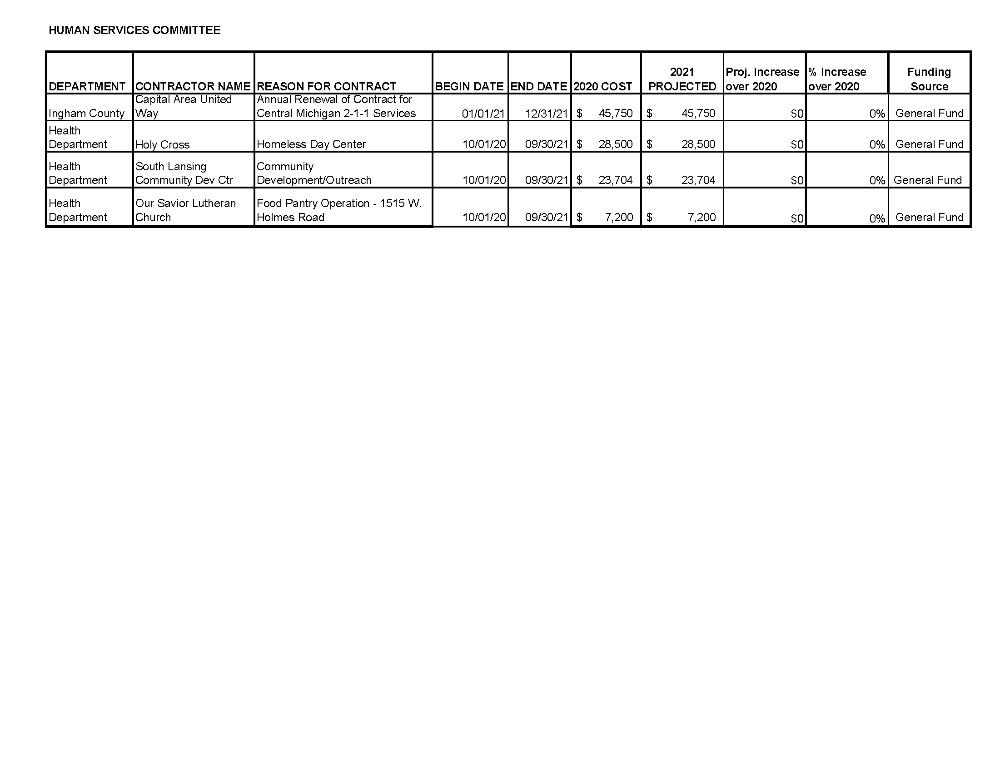 HUMAN SERVICES COMMITTEE
DEPARTMENT CONTRACTOR NAME REASON FOR CONTRACT BEGIN DATE END DATE 2020 COST 2021 PROJECTED Proj. Increase over 2020 % Increase over 2020 Funding Source
Ingham County Capital Area United Way Annual Renewal of Contract for Central Michigan 2-1-1 Services 01/01/21 12/31/21 $ 45,750 $ 45,750 $0 0% General Fund
Health Department Holy Cross Homeless Day Center 10/01/20 09/30/21 $ 28,500 $ 28,500 $0 0% General Fund
Health Department South Lansing Community Dev Ctr Community Development/Outreach 10/01/20 09/30/21 $ 23,704 $ 23,704 $0 0% General Fund
Health Department Our Savior Lutheran Church Food Pantry Operation - 1515 W. Holmes Road 10/01/20 09/30/21 $ 7,200 $ 7,200 $0 0% General Fund